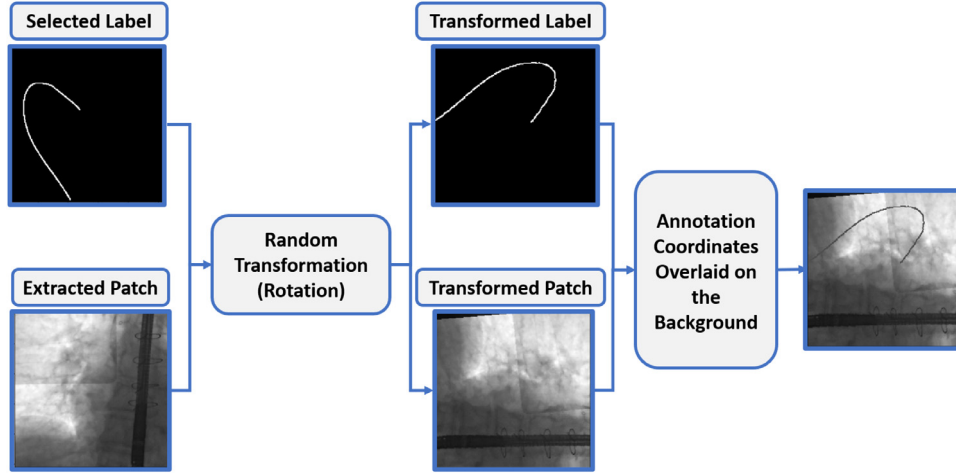 Selected Label
Transformed Label
Random
Transformation
(Rotation)
Annotation
Coordinates
Overlaid on
the
Background
Extracted Patch
Transformed Patch